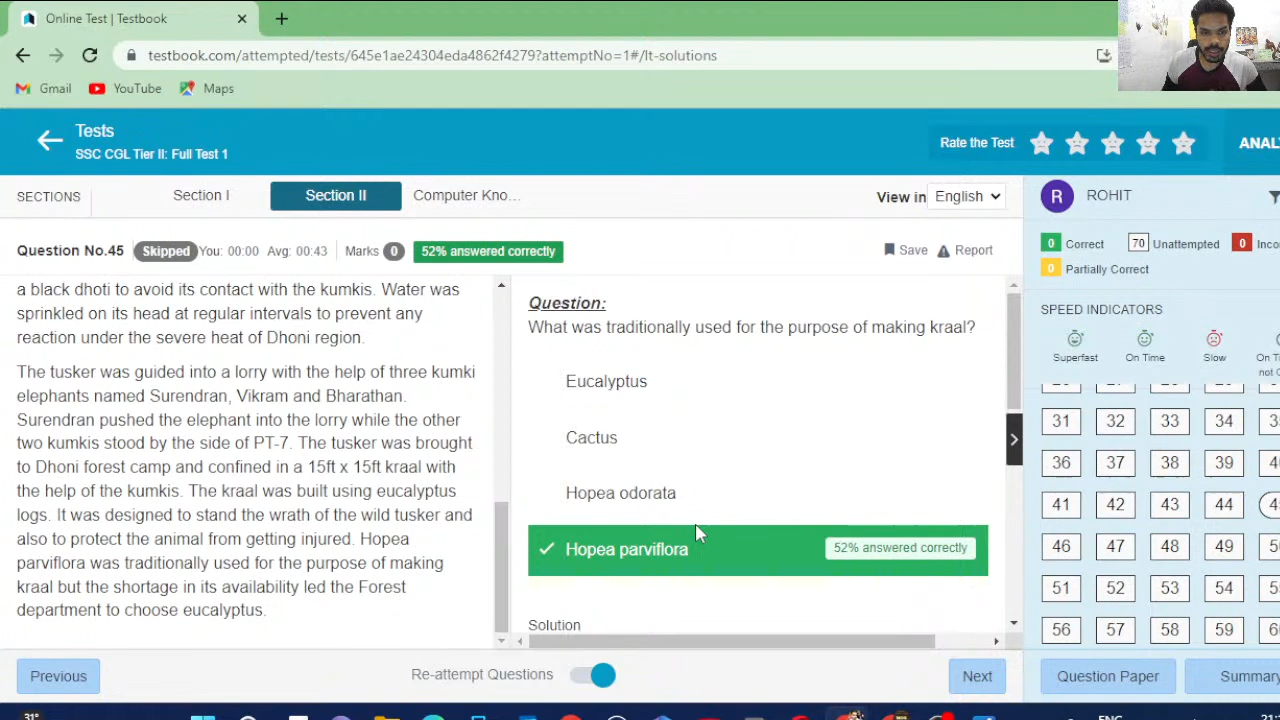 Online Test | Testbook
testbook.com/attempted/tests/645e1ae24304eda4862f4279?attemptNo=1#/lt-solutions
Gmail
YouTube
Maps
Tests
SSC CGL Tier II: Full Test 1
Rate the Test
SECTIONS
Section I
Section II
Computer Kno...
View in
English
R
ROHIT
Question No.45
Skipped
You: 00:00
Avg: 00:43
Marks
0
52% answered correctly
Save
Report
0 Correct
70 Unattempted
0
0 Partially Correct
SPEED INDICATORS
Superfast
On Time
Slow
a black dhoti to avoid its contact with the kumkis. Water was
sprinkled on its head at regular intervals to prevent any
reaction under the severe heat of Dhoni region.
The tusker was guided into a lorry with the help of three kumki
elephants named Surendran, Vikram and Bharathan.
Surendran pushed the elephant into the lorry while the other
two kumkis stood by the side of PT-7. The tusker was brought
to Dhoni forest camp and confined in a 15ft x 15ft kraal with
the help of the kumkis. The kraal was built using eucalyptus
logs. It was designed to stand the wrath of the wild tusker and
also to protect the animal from getting injured. Hopea
parviflora was traditionally used for the purpose of making
kraal but the shortage in its availability led the Forest
department to choose eucalyptus.
Question:
What was traditionally used for the purpose of making kraal?
Eucalyptus
Cactus
Hopea odorata
Hopea parviflora
52% answered correctly
Solution
31 32 33 34
36 37 38 39
41 42 43 44
46 47 48 49
51 52 53 54
56 57 58 59
Previous
Re-attempt Questions
Next
Question Paper
Summary
31°
ENG